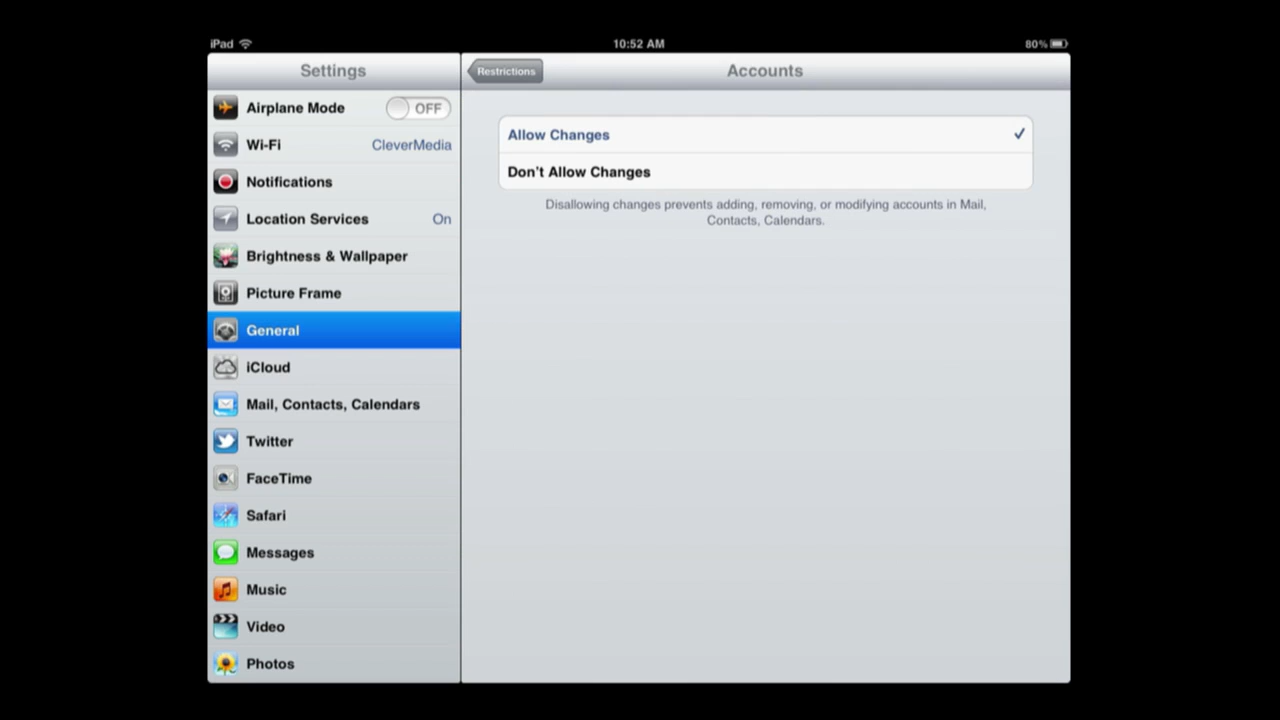 iPad 10:52 AM 80%
Settings
Airplane Mode OFF
Wi-Fi CleverMedia
Notifications
Location Services On
Brightness & Wallpaper
Picture Frame
General
iCloud
Mail, Contacts, Calendars
Twitter
FaceTime
Safari
Messages
Music
Video
Photos
Restrictions Accounts
Allow Changes
Don't Allow Changes
Disallowing changes prevents adding, removing, or modifying accounts in Mail,
Contacts, Calendars.